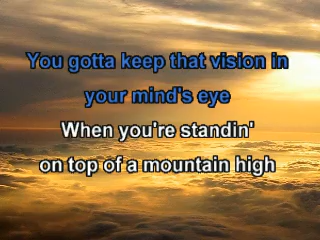 You gotta keep that vision in
your mind's eye
When you're standin'
on top of a mountain high